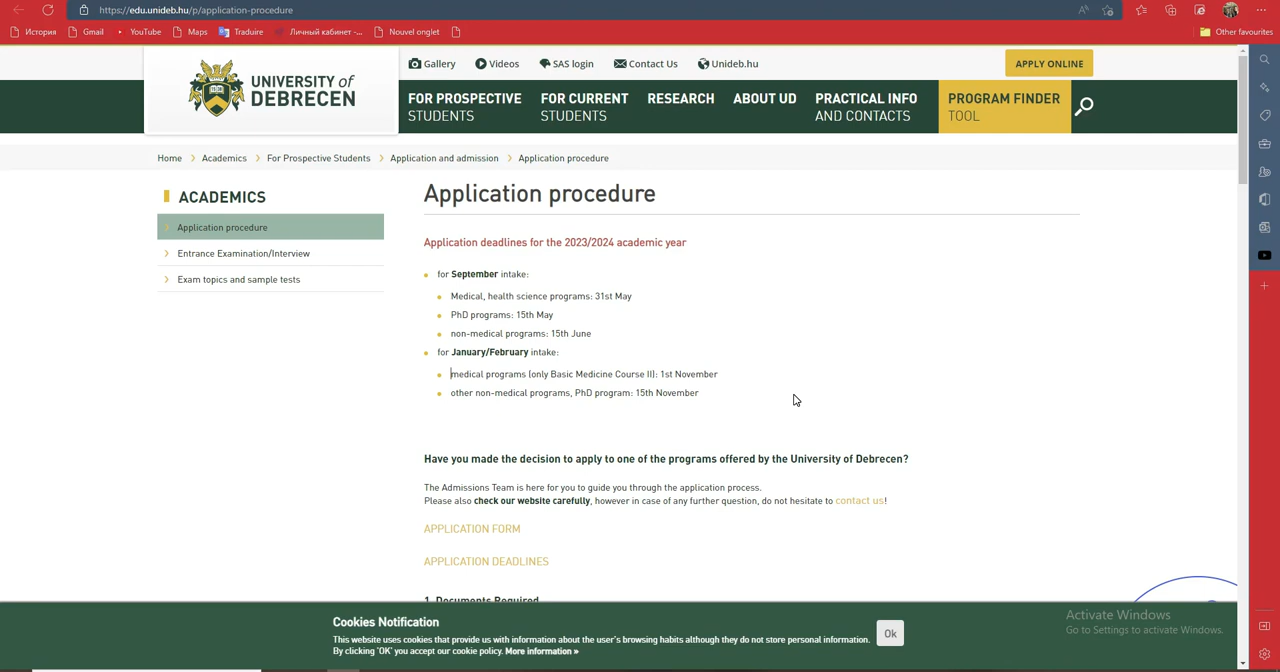 https://edu.unideb.hu/p/application-procedure
История Gmail YouTube Maps Traduire Личный кабинет -... Nouvel onglet Other favourites
Gallery Videos SAS login Contact Us Unideb.hu APPLY ONLINE
UNIVERSITY of
DEBRECEN
FOR PROSPECTIVE
STUDENTS
FOR CURRENT
STUDENTS
RESEARCH
ABOUT UD
PRACTICAL INFO
AND CONTACTS
PROGRAM FINDER
TOOL
Home > Academics > For Prospective Students > Application and admission > Application procedure
ACADEMICS
Application procedure
Entrance Examination/Interview
Exam topics and sample tests
Application procedure
Application deadlines for the 2023/2024 academic year
for September intake:
Medical, health science programs: 31st May
PhD programs: 15th May
non-medical programs: 15th June
for January/February intake:
medical programs (only Basic Medicine Course II): 1st November
other non-medical programs, PhD program: 15th November
Have you made the decision to apply to one of the programs offered by the University of Debrecen?
The Admissions Team is here for you to guide you through the application process.
Please also check our website carefully, however in case of any further question, do not hesitate to contact us!
APPLICATION FORM
APPLICATION DEADLINES
1. Documents Required
Cookies Notification
This website uses cookies that provide us with information about the user's browsing habits although they do not store personal information.
By clicking 'OK' you accept our cookie policy. More information »
Ok
Activate Windows
Go to Settings to activate Windows.